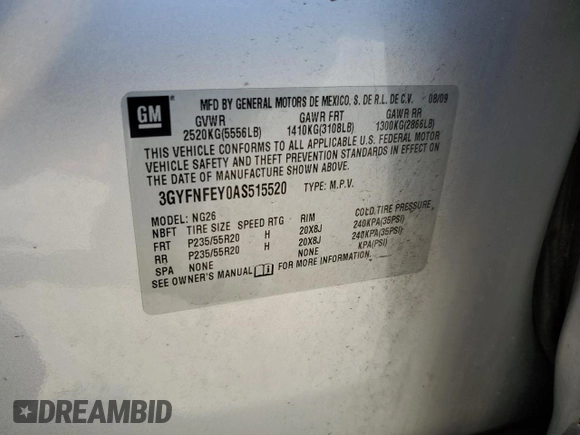 GM
MFD BY GENERAL MOTORS DE MEXICO, S. DE R.L. DE C.V. 08/09
GVWR GAWR FRT GAWR RR
2520KG(5556LB) 1410KG(3108LB) 1300KG(2866LB)
THIS VEHICLE CONFORMS TO ALL APPLICABLE U.S. FEDERAL MOTOR
VEHICLE SAFETY AND THEFT PREVENTION STANDARDS IN EFFECT ON
THE DATE OF MANUFACTURE SHOWN ABOVE.
3GYFNFEY0AS515520 TYPE: M.P.V.
MODEL: NG26
NBFT TIRE SIZE SPEED RTG RIM COLD TIRE PRESSURE
FRT P235/55R20 H 20X8J 240KPA(35PSI)
RR P235/55R20 H 20X8J 240KPA(35PSI)
SPA NONE NONE KPA(PSI)
SEE OWNER'S MANUAL FOR MORE INFORMATION.
DREAMBID